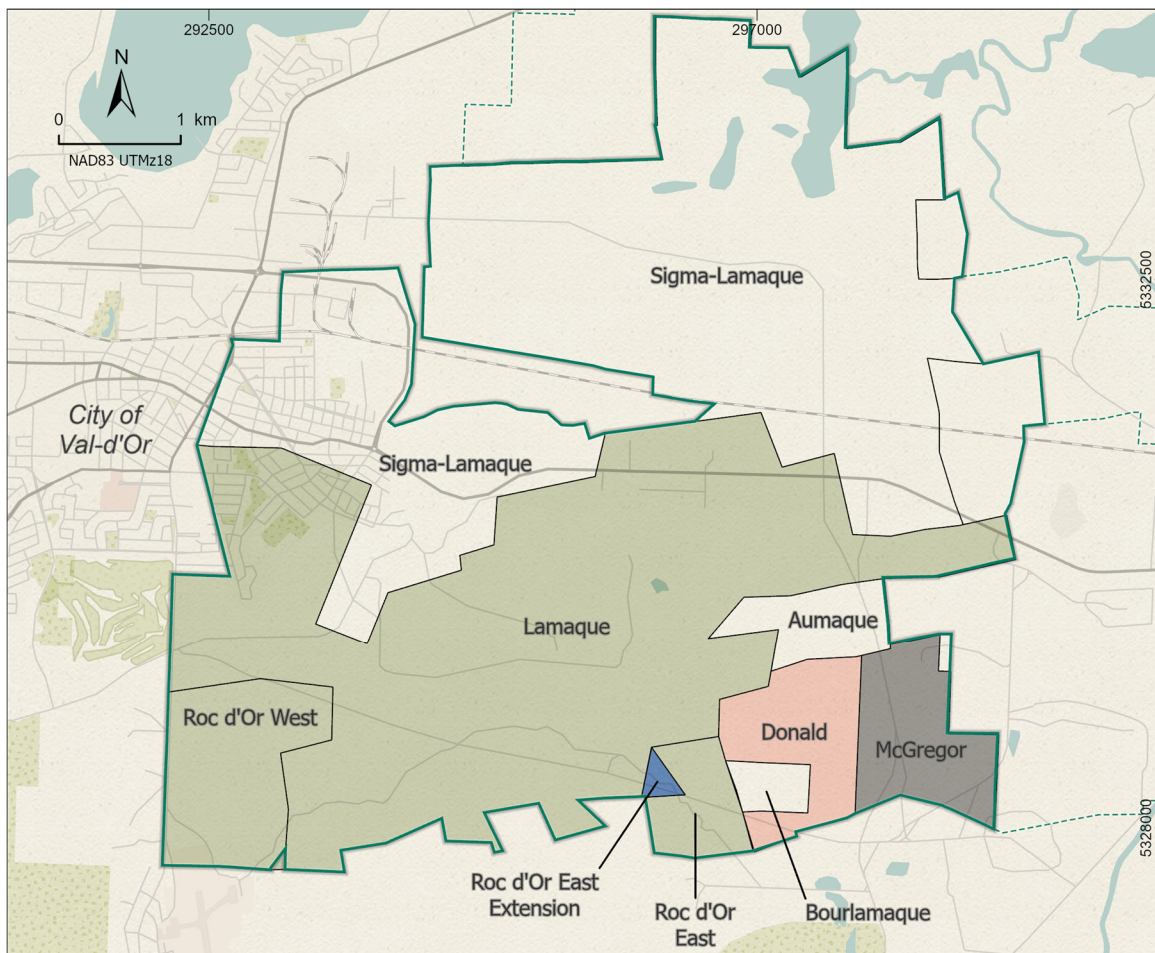 292500
297000
N
0 1 km
NAD83 UTMz18
5332500
Sigma-Lamaque
City of
Val-d'Or
Sigma-Lamaque
Lamaque
Aumaque
Roc d'Or West
Donald
McGregor
5328000
Roc d'Or East
Extension
Roc d'Or
East
Bourlamaque